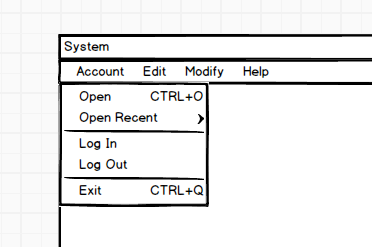 System
Account Edit Modify Help
Open CTRL+O
Open Recent
Log In
Log Out
Exit CTRL+Q